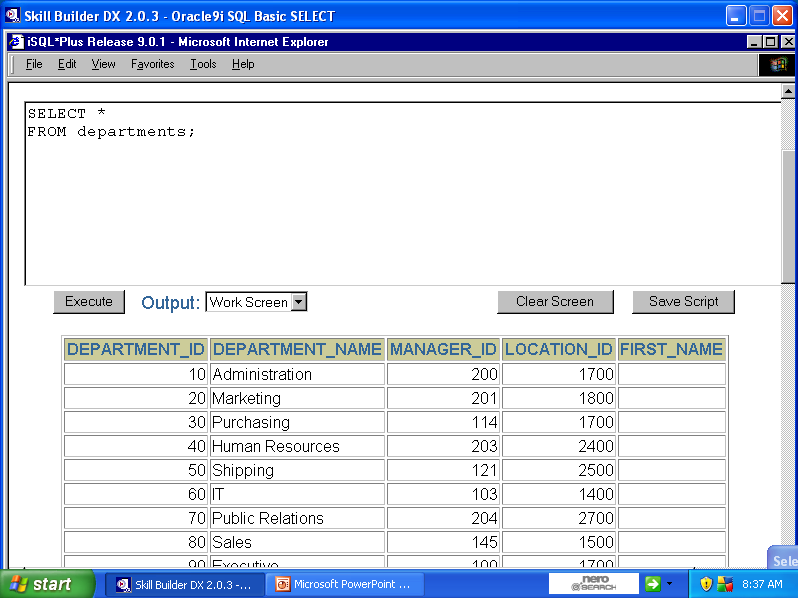 Skill Builder DX 2.0.3 - Oracle9i SQL Basic SELECT
iSQL*Plus Release 9.0.1 - Microsoft Internet Explorer
File Edit View Favorites Tools Help
SELECT *
FROM departments;
Execute Output: Work Screen Clear Screen Save Script
DEPARTMENT_ID DEPARTMENT_NAME MANAGER_ID LOCATION_ID FIRST_NAME
10 Administration 200 1700
20 Marketing 201 1800
30 Purchasing 114 1700
40 Human Resources 203 2400
50 Shipping 121 2500
60 IT 103 1400
70 Public Relations 204 2700
80 Sales 145 1500
90 Executive 100 1700
Sele
start Skill Builder DX 2.0.3 -... Microsoft PowerPoint ... nero SEARCH 8:37 AM